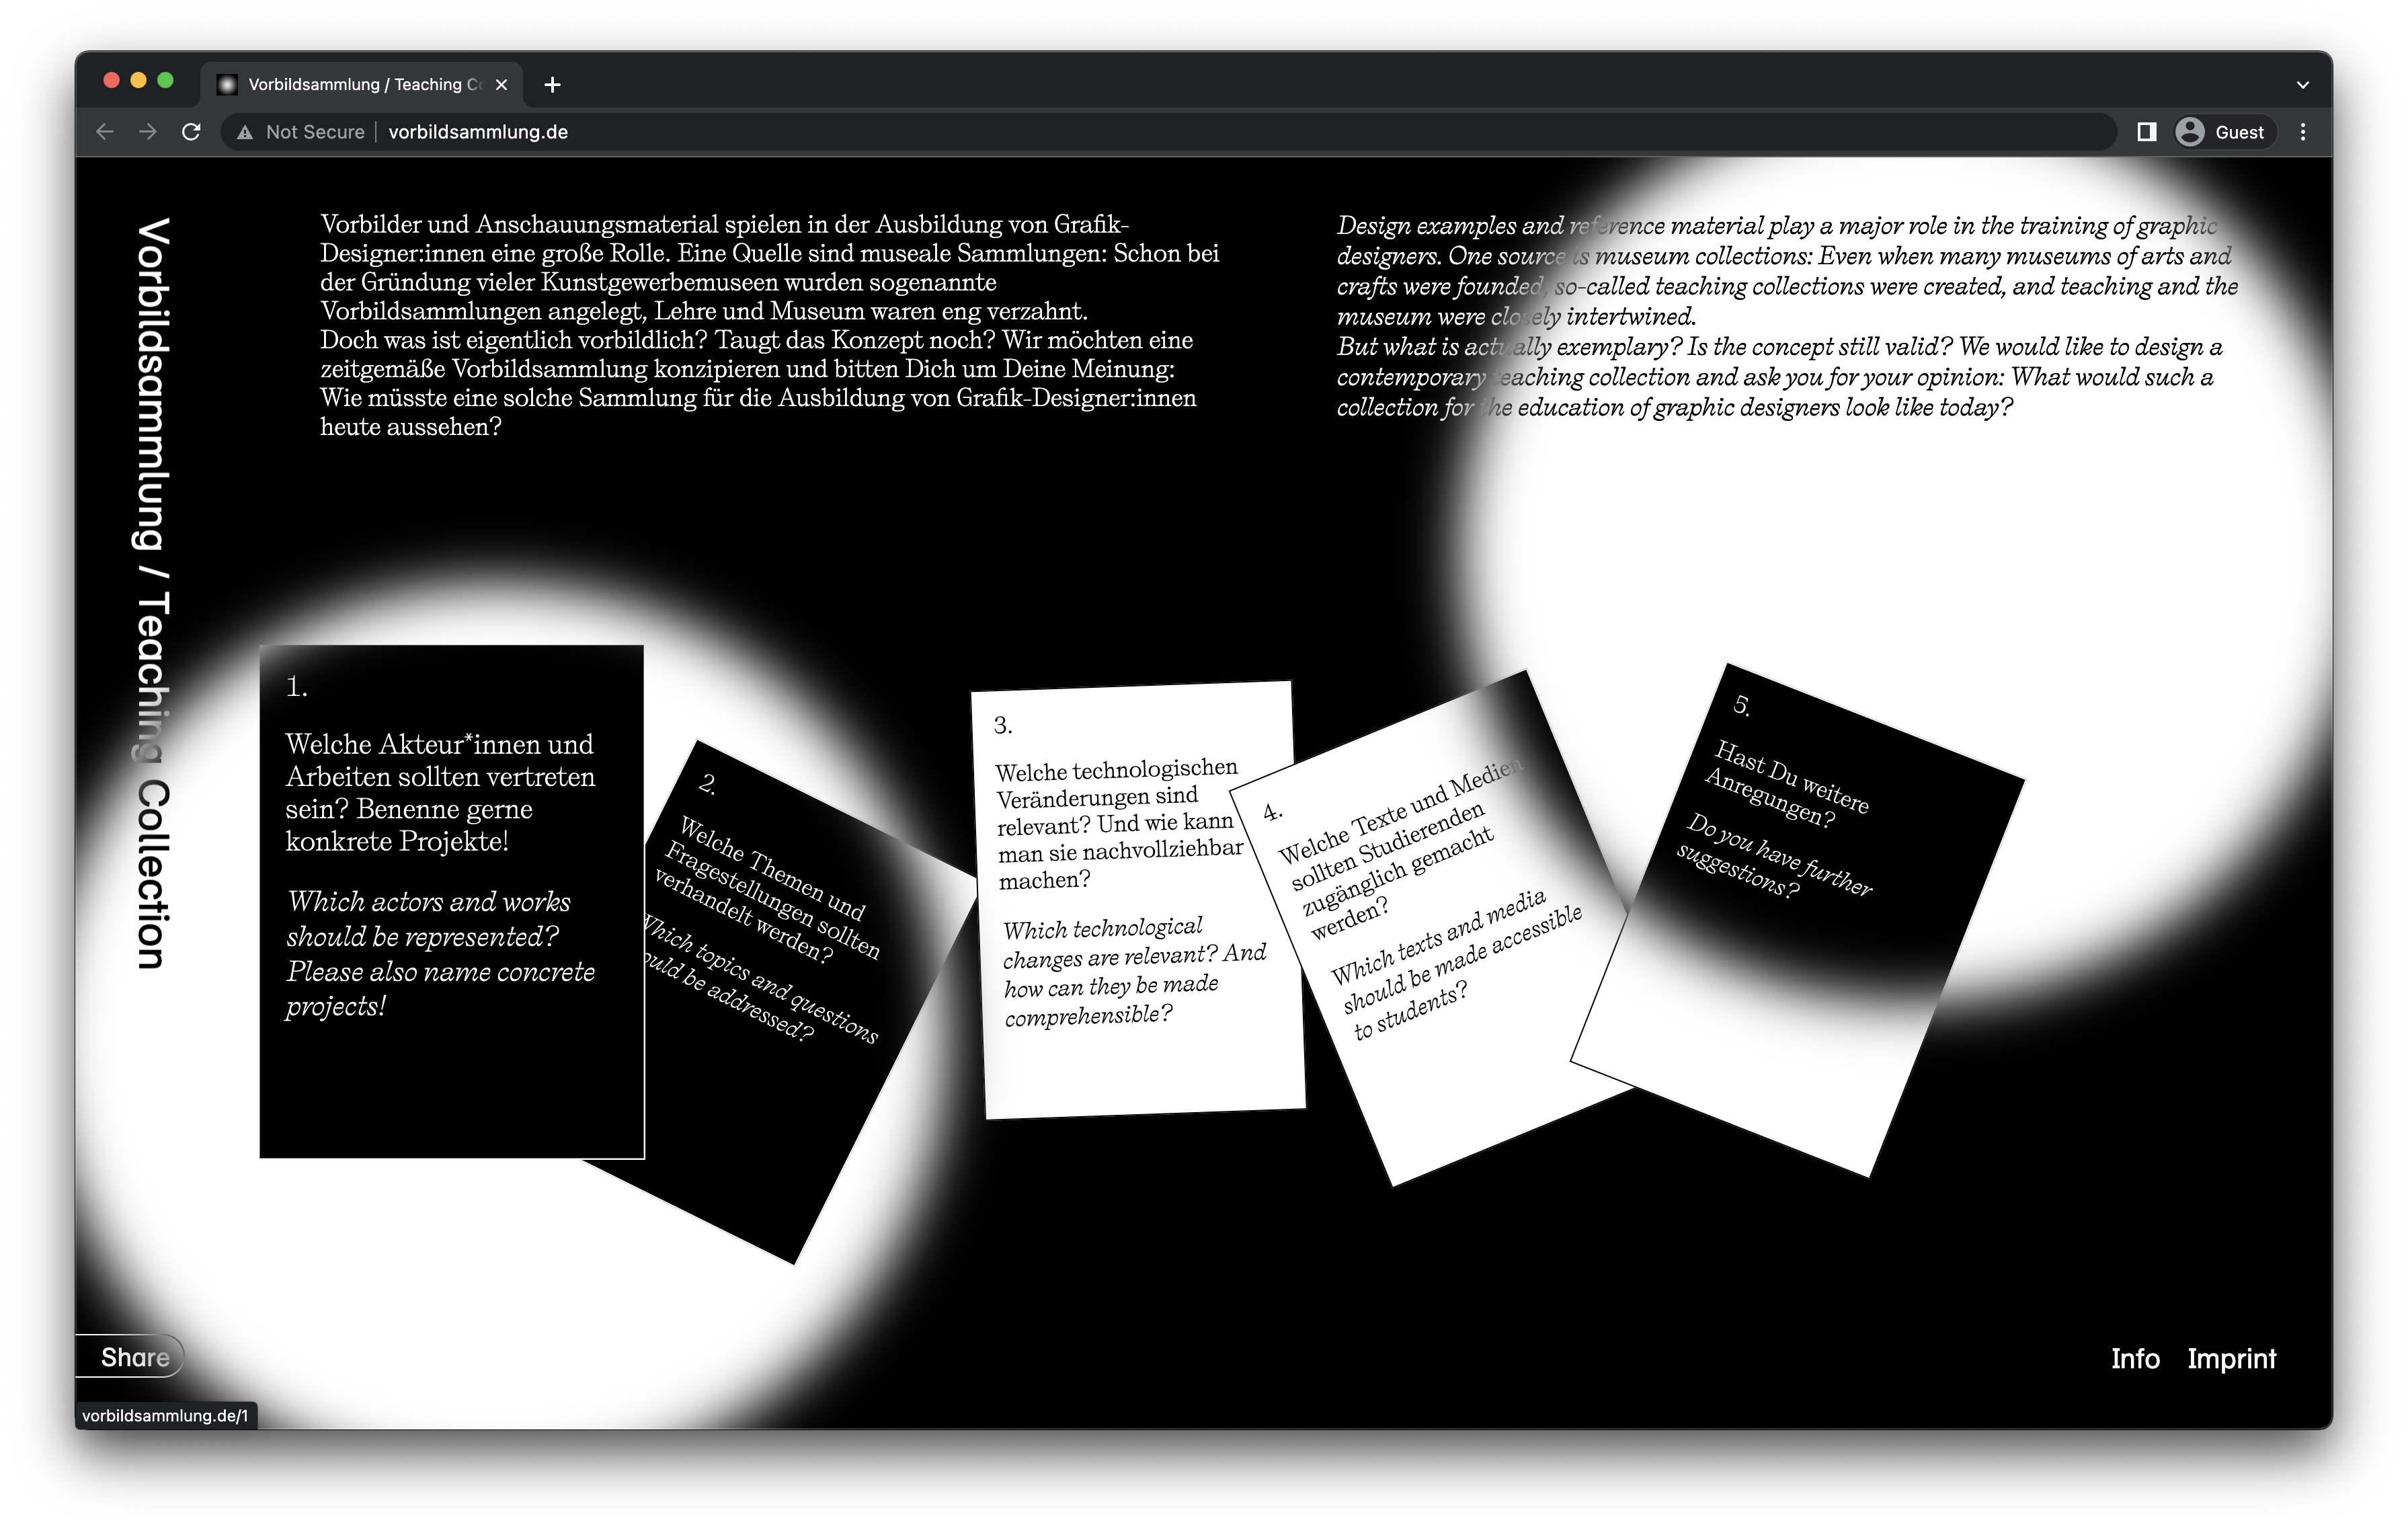 Vorbildsammlung / Teaching Co
Not Secure
vorbildsammlung.de
Guest
Vorbildsammlung / Teaching Collection
Vorbilder und Anschauungsmaterial spielen in der Ausbildung von Grafik-
Designer:innen eine große Rolle. Eine Quelle sind museale Sammlungen: Schon bei
der Gründung vieler Kunstgewerbemuseen wurden sogenannte
Vorbildsammlungen angelegt, Lehre und Museum waren eng verzahnt.
Doch was ist eigentlich vorbildlich? Taugt das Konzept noch? Wir möchten eine
zeitgemäße Vorbildsammlung konzipieren und bitten Dich um Deine Meinung:
Wie müsste eine solche Sammlung für die Ausbildung von Grafik-Designer:innen
heute aussehen?
Design examples and reference material play a major role in the training of graphic
designers. One source is museum collections: Even when many museums of arts and
crafts were founded, so-called teaching collections were created, and teaching and the
museum were closely intertwined.
But what is actually exemplary? Is the concept still valid? We would like to design a
contemporary teaching collection and ask you for your opinion: What would such a
collection for the education of graphic designers look like today?
1.
Welche Akteur*innen und
Arbeiten sollten vertreten
sein? Benenne gerne
konkrete Projekte!
Which actors and works
should be represented?
Please also name concrete
projects!
2.
Welche Themen und
Fragestellungen sollten
verhandelt werden?
Which topics and questions
ould be addressed?
3.
Welche technologischen
Veränderungen sind
relevant? Und wie kann
man sie nachvollziehbar
machen?
Which technological
changes are relevant? And
how can they be made
comprehensible?
4.
Welche Texte und Medien
sollten Studierenden
zugänglich gemacht
werden?
Which texts and media
should be made accessible
to students?
5.
Hast Du weitere
Anregungen?
Do you have further
suggestions?
Share
Info Imprint
vorbildsammlung.de/1